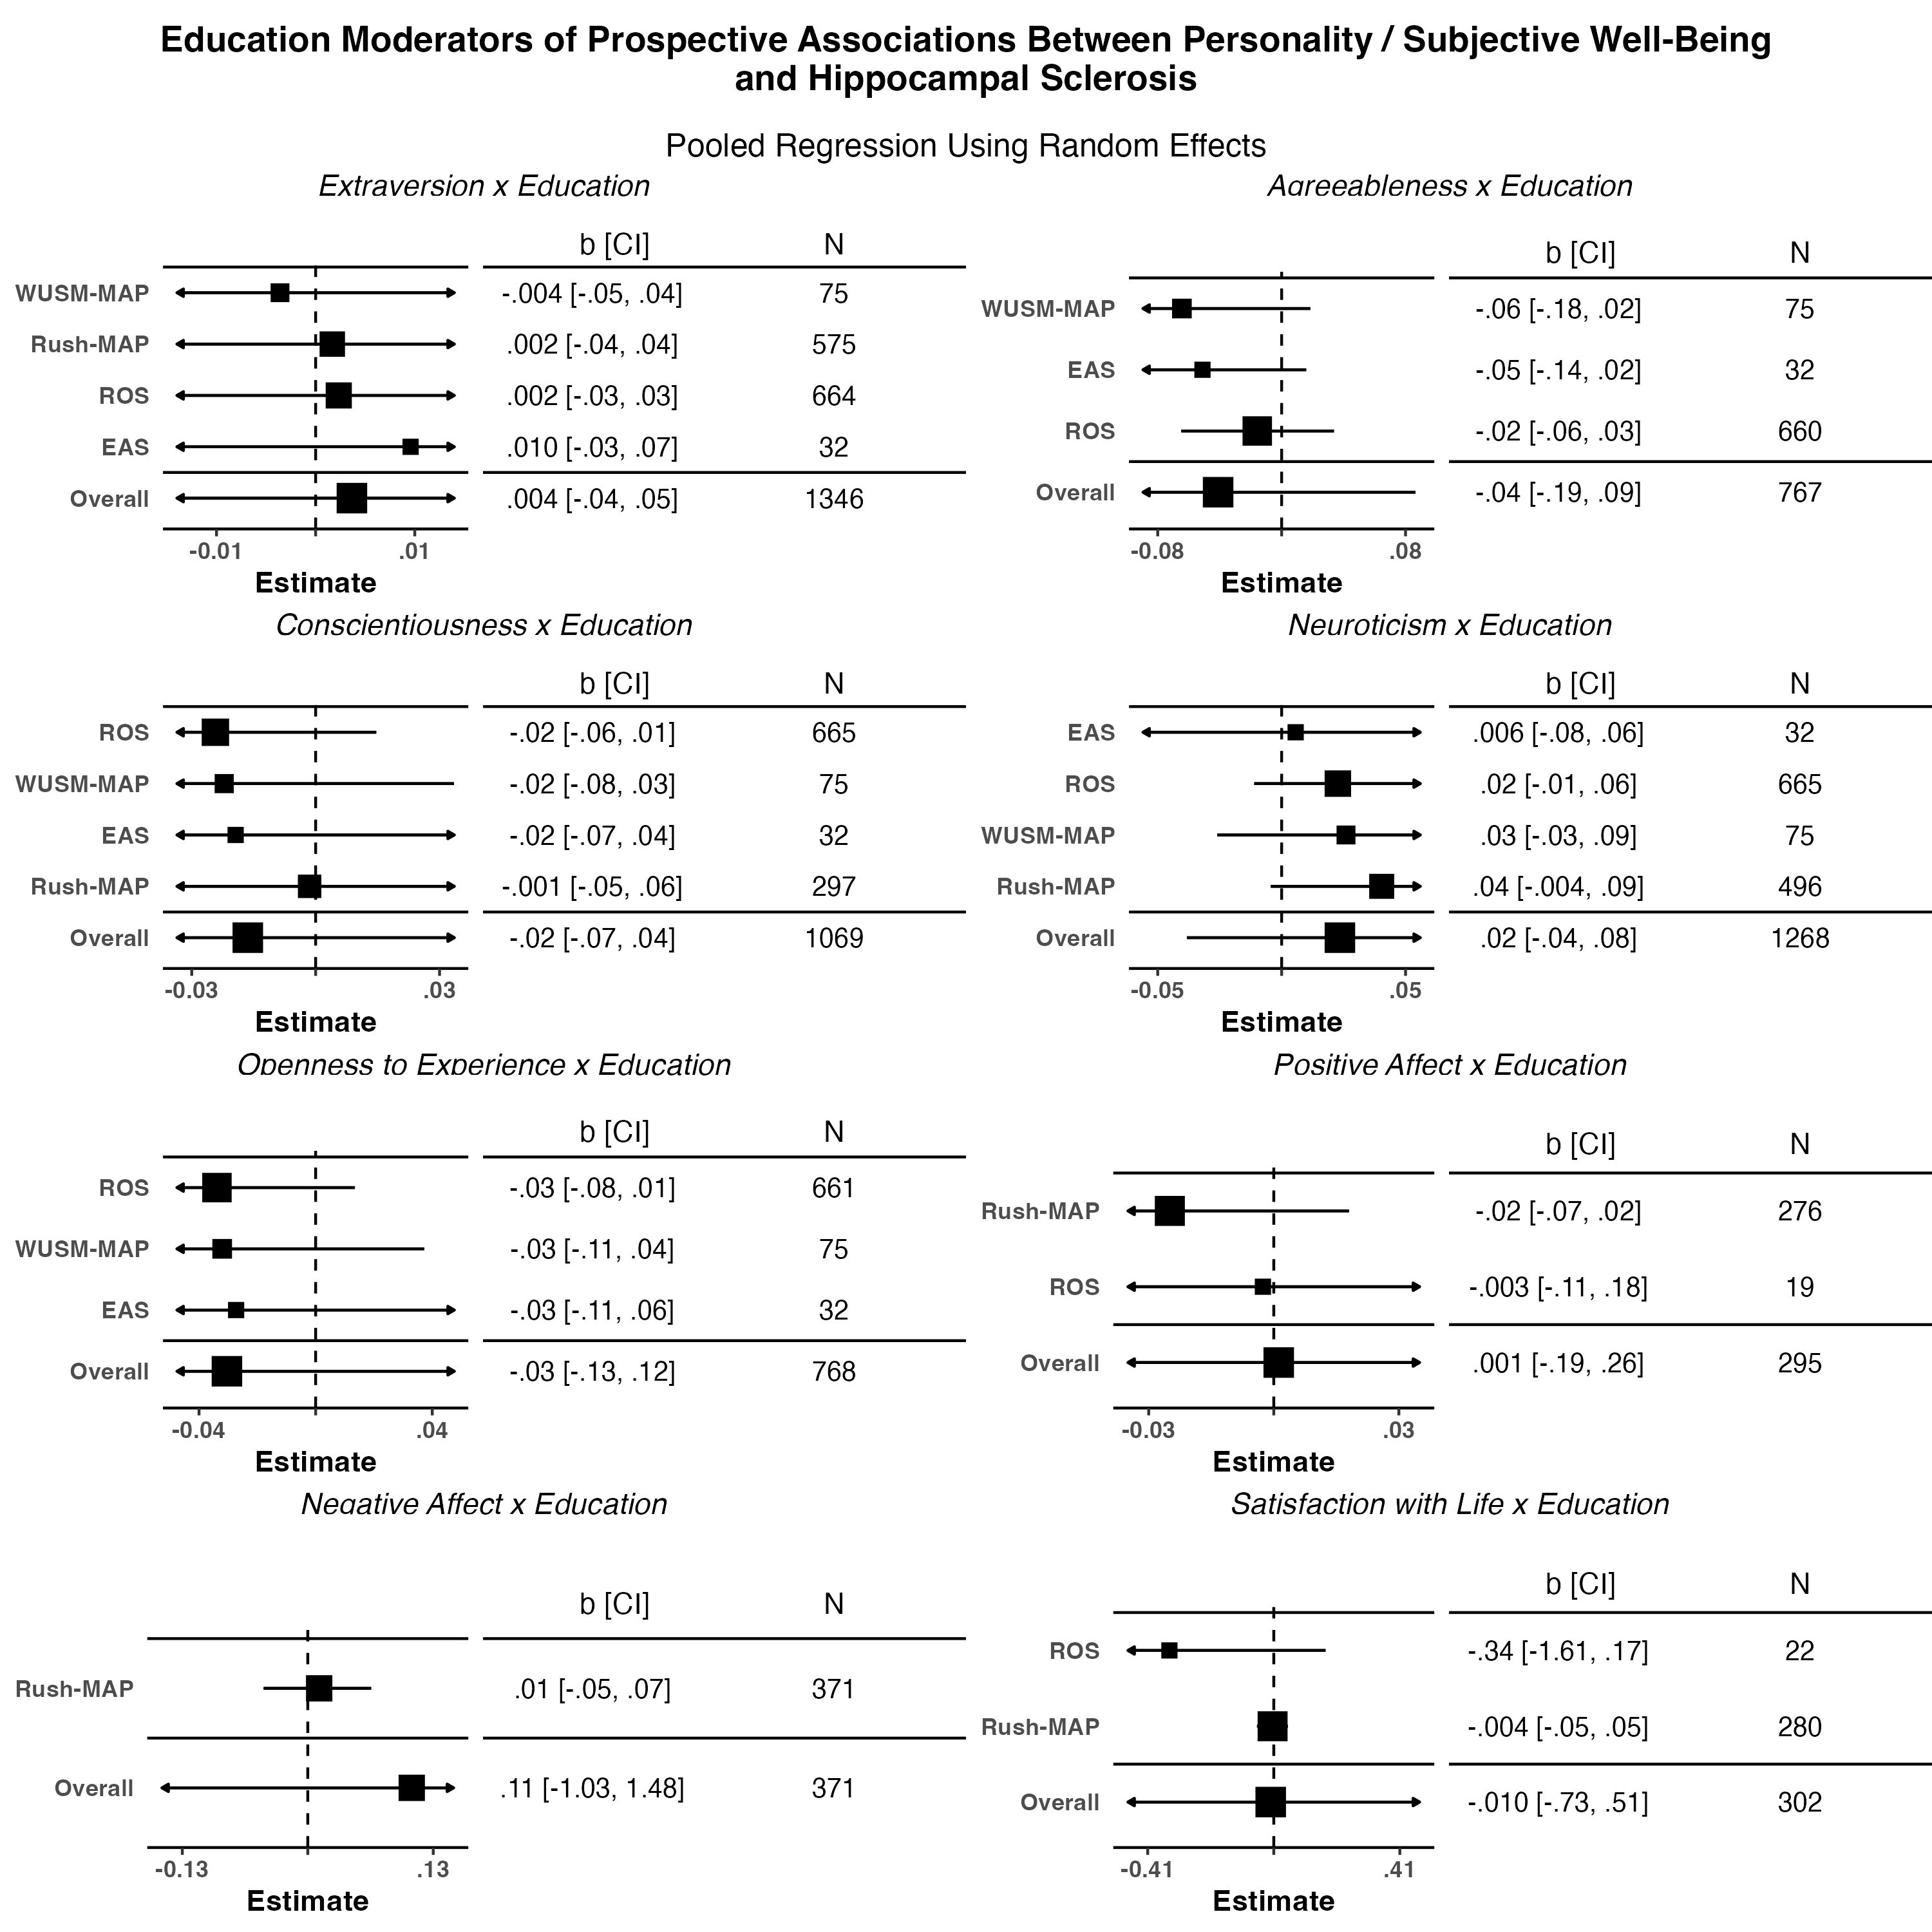 Education Moderators of Prospective Associations Between Personality / Subjective Well-Being
and Hippocampal Sclerosis
Pooled Regression Using Random Effects
Extraversion x Education
b [CI] N
WUSM-MAP -.004 [-.05, .04] 75
Rush-MAP .002 [-.04, .04] 575
ROS .002 [-.03, .03] 664
EAS .010 [-.03, .07] 32
Overall .004 [-.04, .05] 1346
-0.01 .01
Estimate
Agreeableness x Education
b [CI] N
WUSM-MAP -.06 [-.18, .02] 75
EAS -.05 [-.14, .02] 32
ROS -.02 [-.06, .03] 660
Overall -.04 [-.19, .09] 767
-0.08 .08
Estimate
Conscientiousness x Education
b [CI] N
ROS -.02 [-.06, .01] 665
WUSM-MAP -.02 [-.08, .03] 75
EAS -.02 [-.07, .04] 32
Rush-MAP -.001 [-.05, .06] 297
Overall -.02 [-.07, .04] 1069
-0.03 .03
Estimate
Neuroticism x Education
b [CI] N
EAS .006 [-.08, .06] 32
ROS .02 [-.01, .06] 665
WUSM-MAP .03 [-.03, .09] 75
Rush-MAP .04 [-.004, .09] 496
Overall .02 [-.04, .08] 1268
-0.05 .05
Estimate
Openness to Experience x Education
b [CI] N
ROS -.03 [-.08, .01] 661
WUSM-MAP -.03 [-.11, .04] 75
EAS -.03 [-.11, .06] 32
Overall -.03 [-.13, .12] 768
-0.04 .04
Estimate
Positive Affect x Education
b [CI] N
Rush-MAP -.02 [-.07, .02] 276
ROS -.003 [-.11, .18] 19
Overall .001 [-.19, .26] 295
-0.03 .03
Estimate
Negative Affect x Education
b [CI] N
Rush-MAP .01 [-.05, .07] 371
Overall .11 [-1.03, 1.48] 371
-0.13 .13
Estimate
Satisfaction with Life x Education
b [CI] N
ROS -.34 [-1.61, .17] 22
Rush-MAP -.004 [-.05, .05] 280
Overall -.010 [-.73, .51] 302
-0.41 .41
Estimate